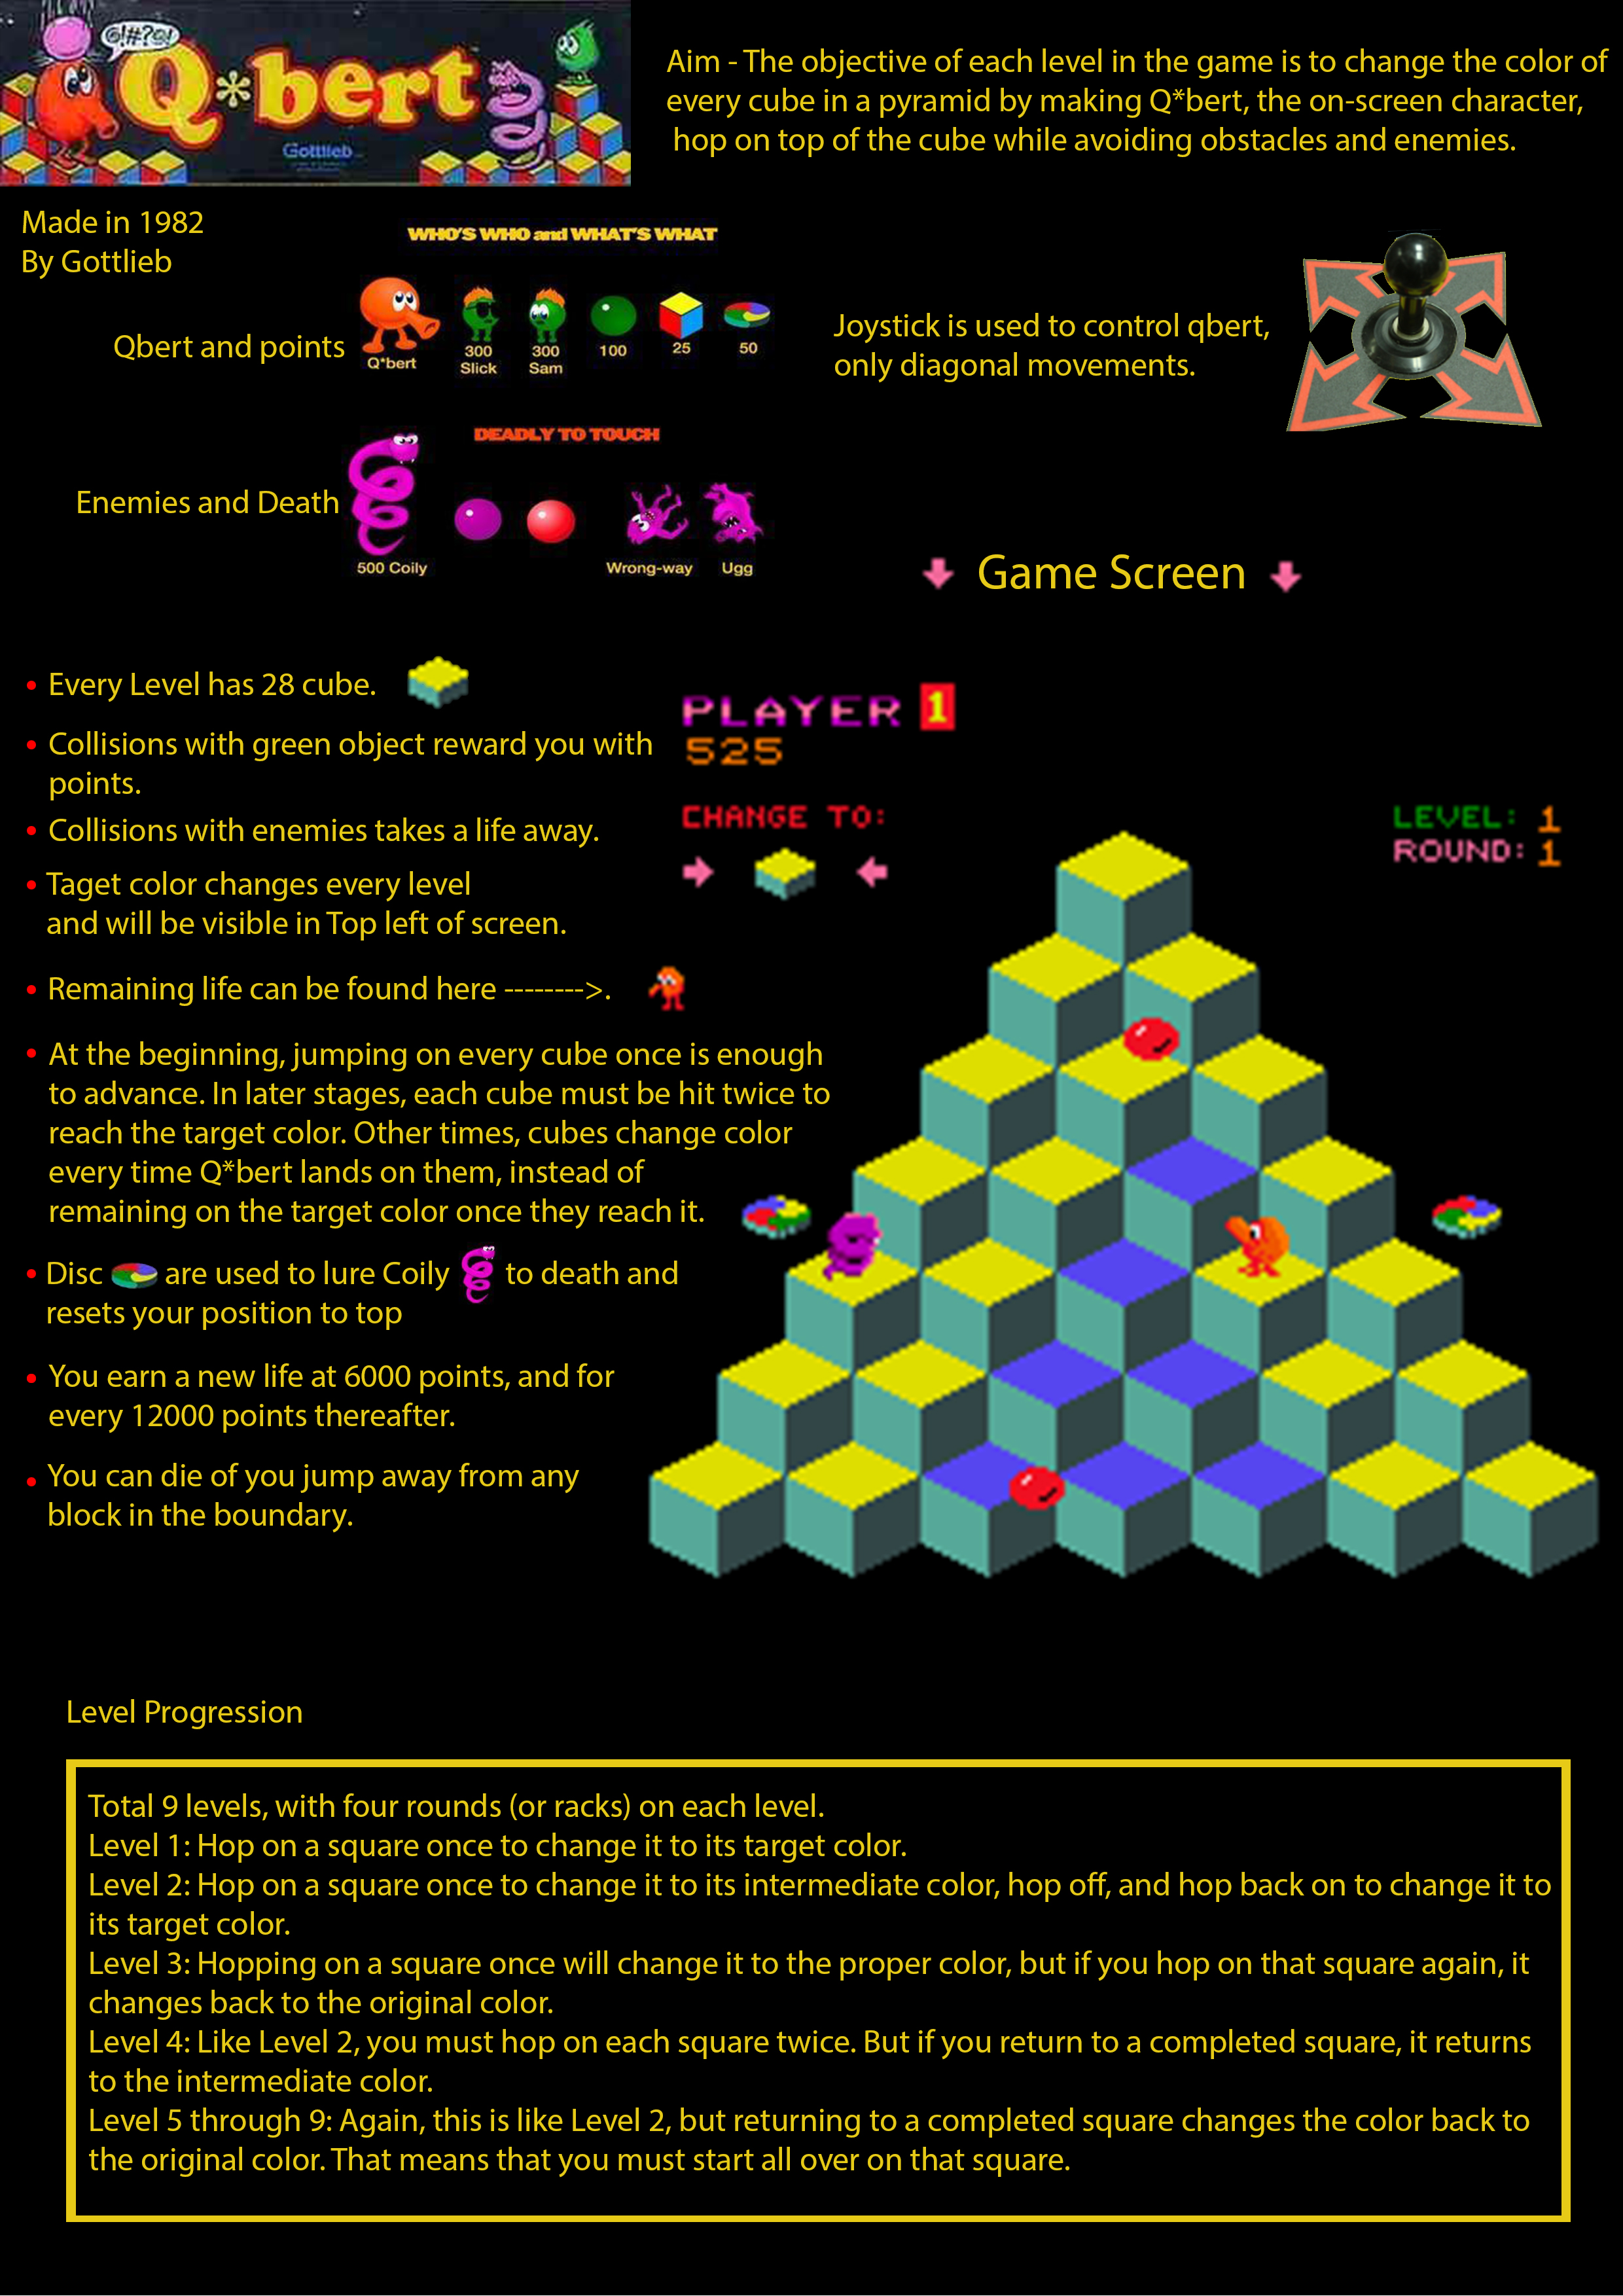 @!#?@!
Q*bert
Gottlieb
Aim - The objective of each level in the game is to change the color of
every cube in a pyramid by making Q*bert, the on-screen character,
hop on top of the cube while avoiding obstacles and enemies.
Made in 1982
By Gottlieb
WHO'S WHO and WHAT'S WHAT
Qbert and points
Q*bert
300
Slick
300
Sam
100
25
50
Joystick is used to control qbert,
only diagonal movements.
DEADLY TO TOUCH
Enemies and Death
500 Coily
Wrong-way
Ugg
Game Screen
• Every Level has 28 cube.
• Collisions with green object reward you with
points.
• Collisions with enemies takes a life away.
• Taget color changes every level
and will be visible in Top left of screen.
• Remaining life can be found here -------->.
• At the beginning, jumping on every cube once is enough
to advance. In later stages, each cube must be hit twice to
reach the target color. Other times, cubes change color
every time Q*bert lands on them, instead of
remaining on the target color once they reach it.
• Disc are used to lure Coily to death and
resets your position to top
• You earn a new life at 6000 points, and for
every 12000 points thereafter.
• You can die of you jump away from any
block in the boundary.
PLAYER 1
525
CHANGE TO:
LEVEL: 1
ROUND: 1
Level Progression
Total 9 levels, with four rounds (or racks) on each level.
Level 1: Hop on a square once to change it to its target color.
Level 2: Hop on a square once to change it to its intermediate color, hop off, and hop back on to change it to
its target color.
Level 3: Hopping on a square once will change it to the proper color, but if you hop on that square again, it
changes back to the original color.
Level 4: Like Level 2, you must hop on each square twice. But if you return to a completed square, it returns
to the intermediate color.
Level 5 through 9: Again, this is like Level 2, but returning to a completed square changes the color back to
the original color. That means that you must start all over on that square.